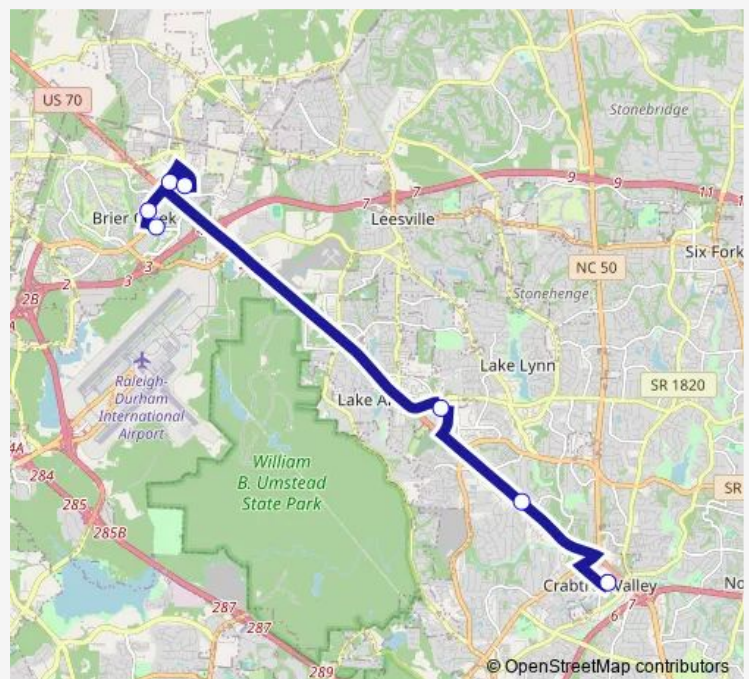 US 70
Stonebridge
9
9
11
1
7
7
Leesville
Brier Creek
Six Fork
3
3
2
NC 50
2B
Stonehenge
Raleigh-
Durham
International
Airport
Lake Lynn
SR 1820
Lake A
4A
284
William
B. Umstead
State Park
SR
285
285B
Crabtr Valley
No
7
6
287
287
289
© OpenStreetMap contributors